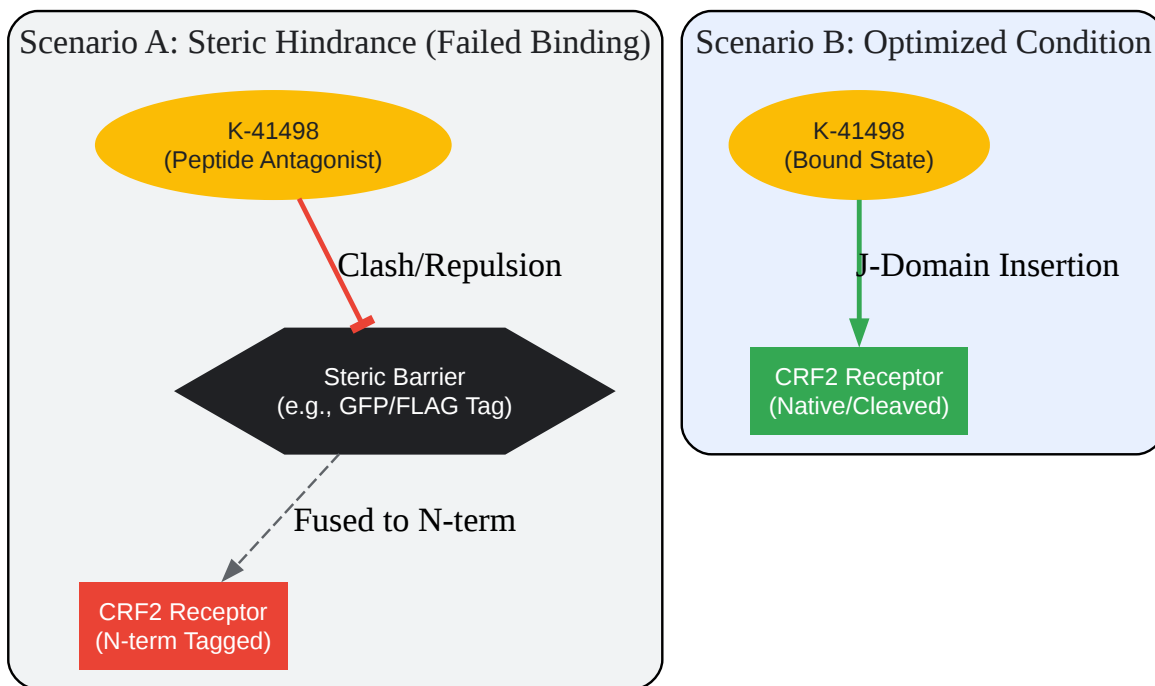 Scenario A: Steric Hindrance (Failed Binding)
K-41498
(Peptide Antagonist)
Clash/Repulsion
Steric Barrier
(e.g., GFP/FLAG Tag)
Fused to N-term
CRF2 Receptor
(N-term Tagged)
Scenario B: Optimized Condition
K-41498
(Bound State)
J-Domain Insertion
CRF2 Receptor
(Native/Cleaved)